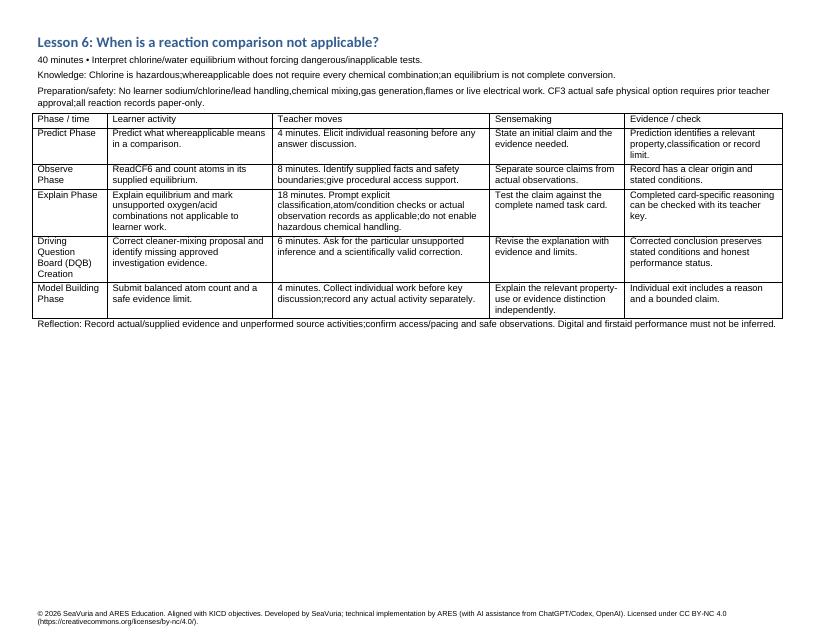 Lesson 6: When is a reaction comparison not applicable?
40 minutes • Interpret chlorine/water equilibrium without forcing dangerous/inapplicable tests.
Knowledge: Chlorine is hazardous;whereapplicable does not require every chemical combination;an equilibrium is not complete conversion.
Preparation/safety: No learner sodium/chlorine/lead handling,chemical mixing,gas generation,flames or live electrical work. CF3 actual safe physical option requires prior teacher
approval;all reaction records paper-only.
Phase / time
Learner activity
Teacher moves
Sensemaking
Evidence / check
Predict Phase
Predict what whereapplicable means
in a comparison.
4 minutes. Elicit individual reasoning before any
answer discussion.
State an initial claim and the
evidence needed.
Prediction identifies a relevant
property,classification or record
limit.
Observe
Phase
ReadCF6 and count atoms in its
supplied equilibrium.
8 minutes. Identify supplied facts and safety
boundaries;give procedural access support.
Separate source claims from
actual observations.
Record has a clear origin and
stated conditions.
Explain Phase
Explain equilibrium and mark
unsupported oxygen/acid
combinations not applicable to
learner work.
18 minutes. Prompt explicit
classification,atom/condition checks or actual
observation records as applicable;do not enable
hazardous chemical handling.
Test the claim against the
complete named task card.
Completed card-specific reasoning
can be checked with its teacher
key.
Driving
Question
Board (DQB)
Creation
Correct cleaner-mixing proposal and
identify missing approved
investigation evidence.
6 minutes. Ask for the particular unsupported
inference and a scientifically valid correction.
Revise the explanation with
evidence and limits.
Corrected conclusion preserves
stated conditions and honest
performance status.
Model Building
Phase
Submit balanced atom count and a
safe evidence limit.
4 minutes. Collect individual work before key
discussion;record any actual activity separately.
Explain the relevant property-
use or evidence distinction
independently.
Individual exit includes a reason
and a bounded claim.
Reflection: Record actual/supplied evidence and unperformed source activities;confirm access/pacing and safe observations. Digital and firstaid performance must not be inferred.
© 2026 SeaVuria and ARES Education. Aligned with KICD objectives. Developed by SeaVuria; technical implementation by ARES (with AI assistance from ChatGPT/Codex, OpenAI). Licensed under CC BY-NC 4.0
(https://creativecommons.org/licenses/by-nc/4.0/).